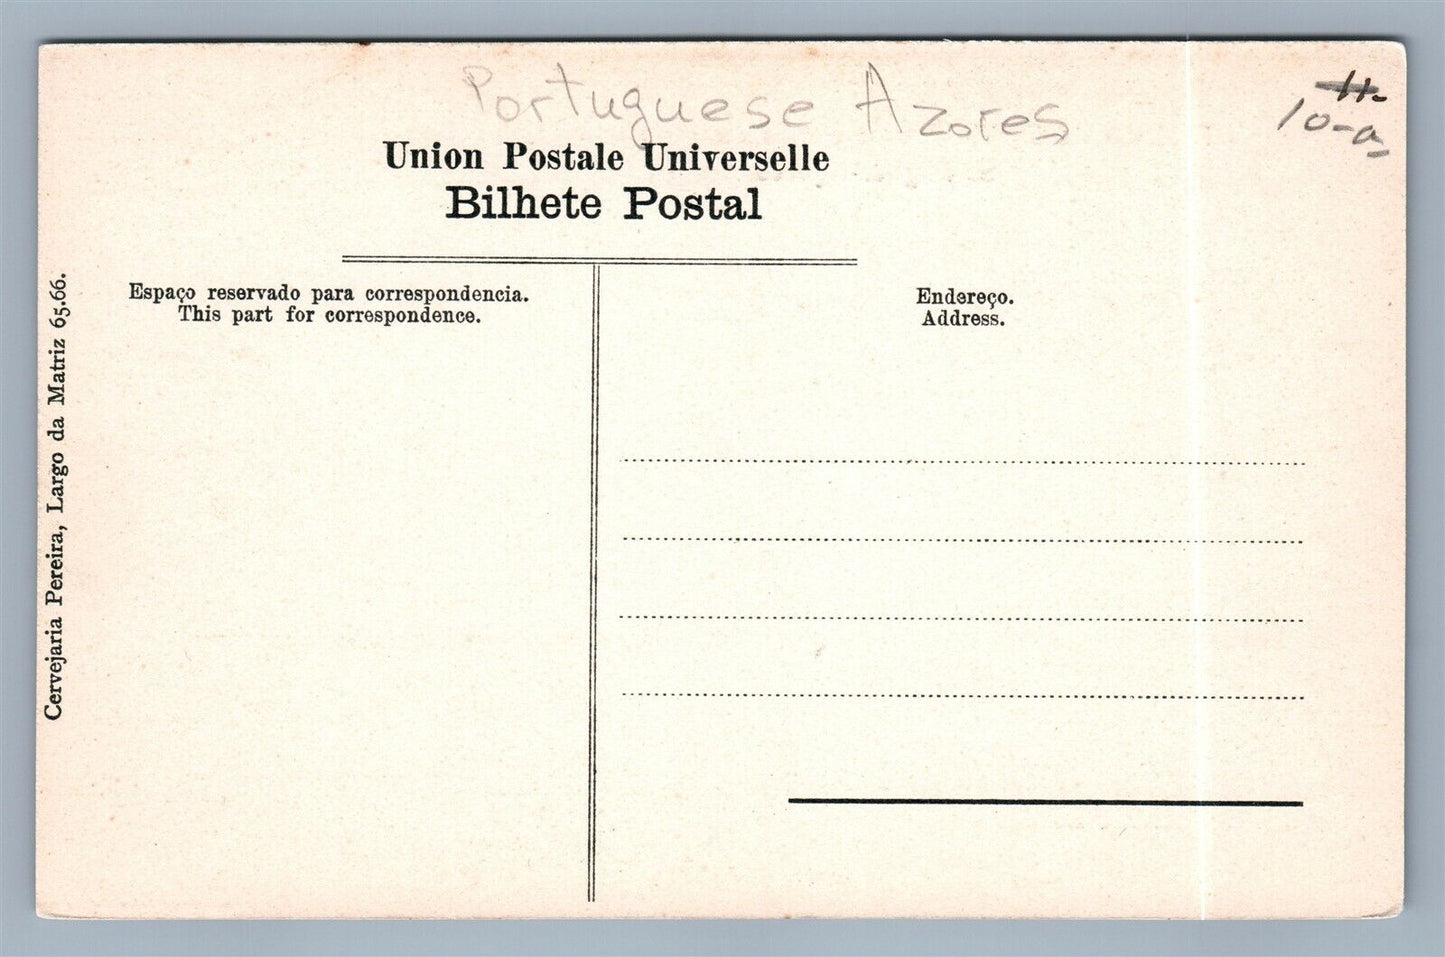 Portuguese Azores
10-a
Union Postale Universelle
Bilhete Postal
Espaço reservado para correspondencia.
This part for correspondence.
Endereço.
Address.
Cervejaria Pereira, Largo da Matriz 65.66.